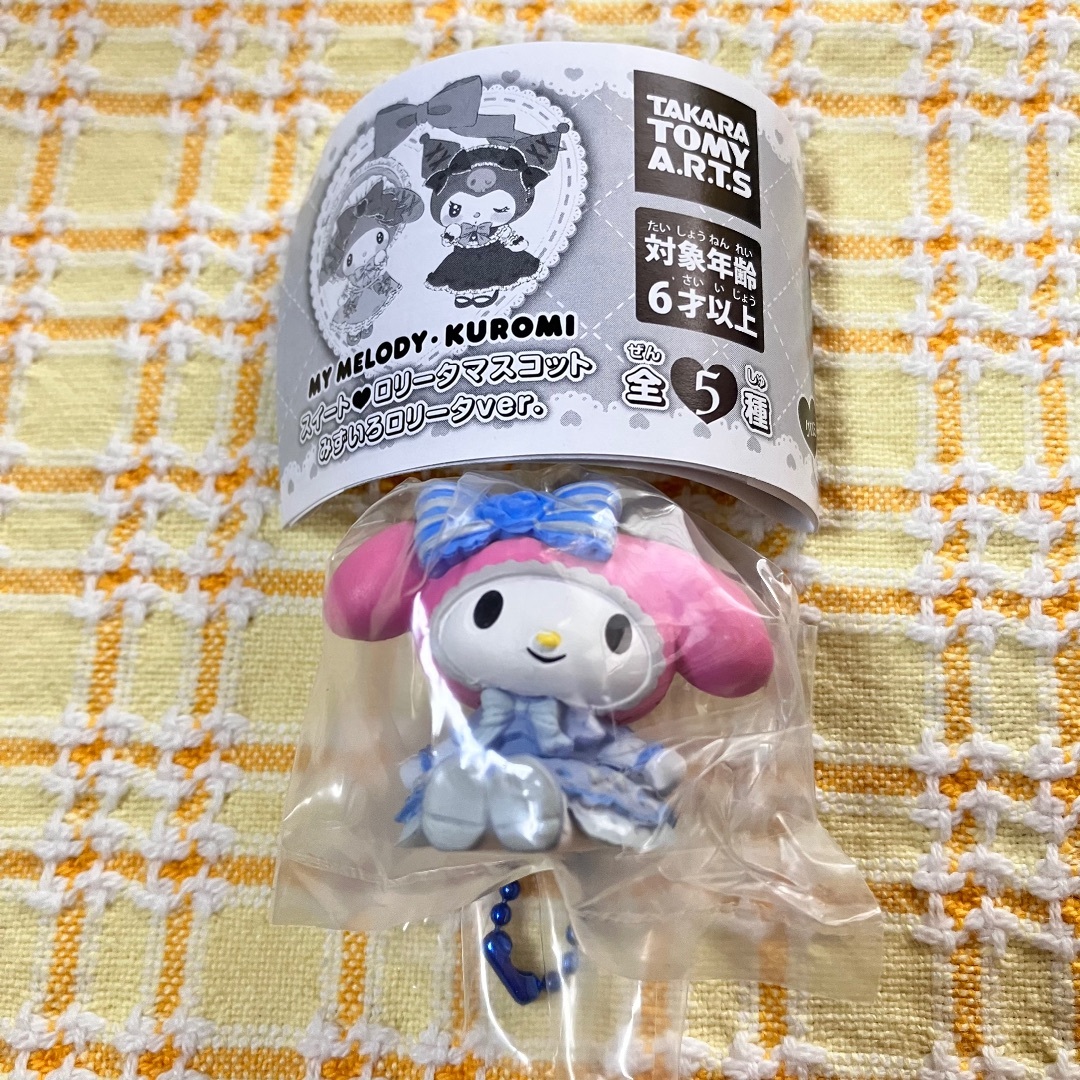 TAKARA
TOMY
A.R.T.S
たいしょうねんれい
対象年齢
さいいじょう
6才以上
MY MELODY・KUROMI
スイート♥ロリータマスコット
みずいろロリータver.
ぜん しゅ
全5種